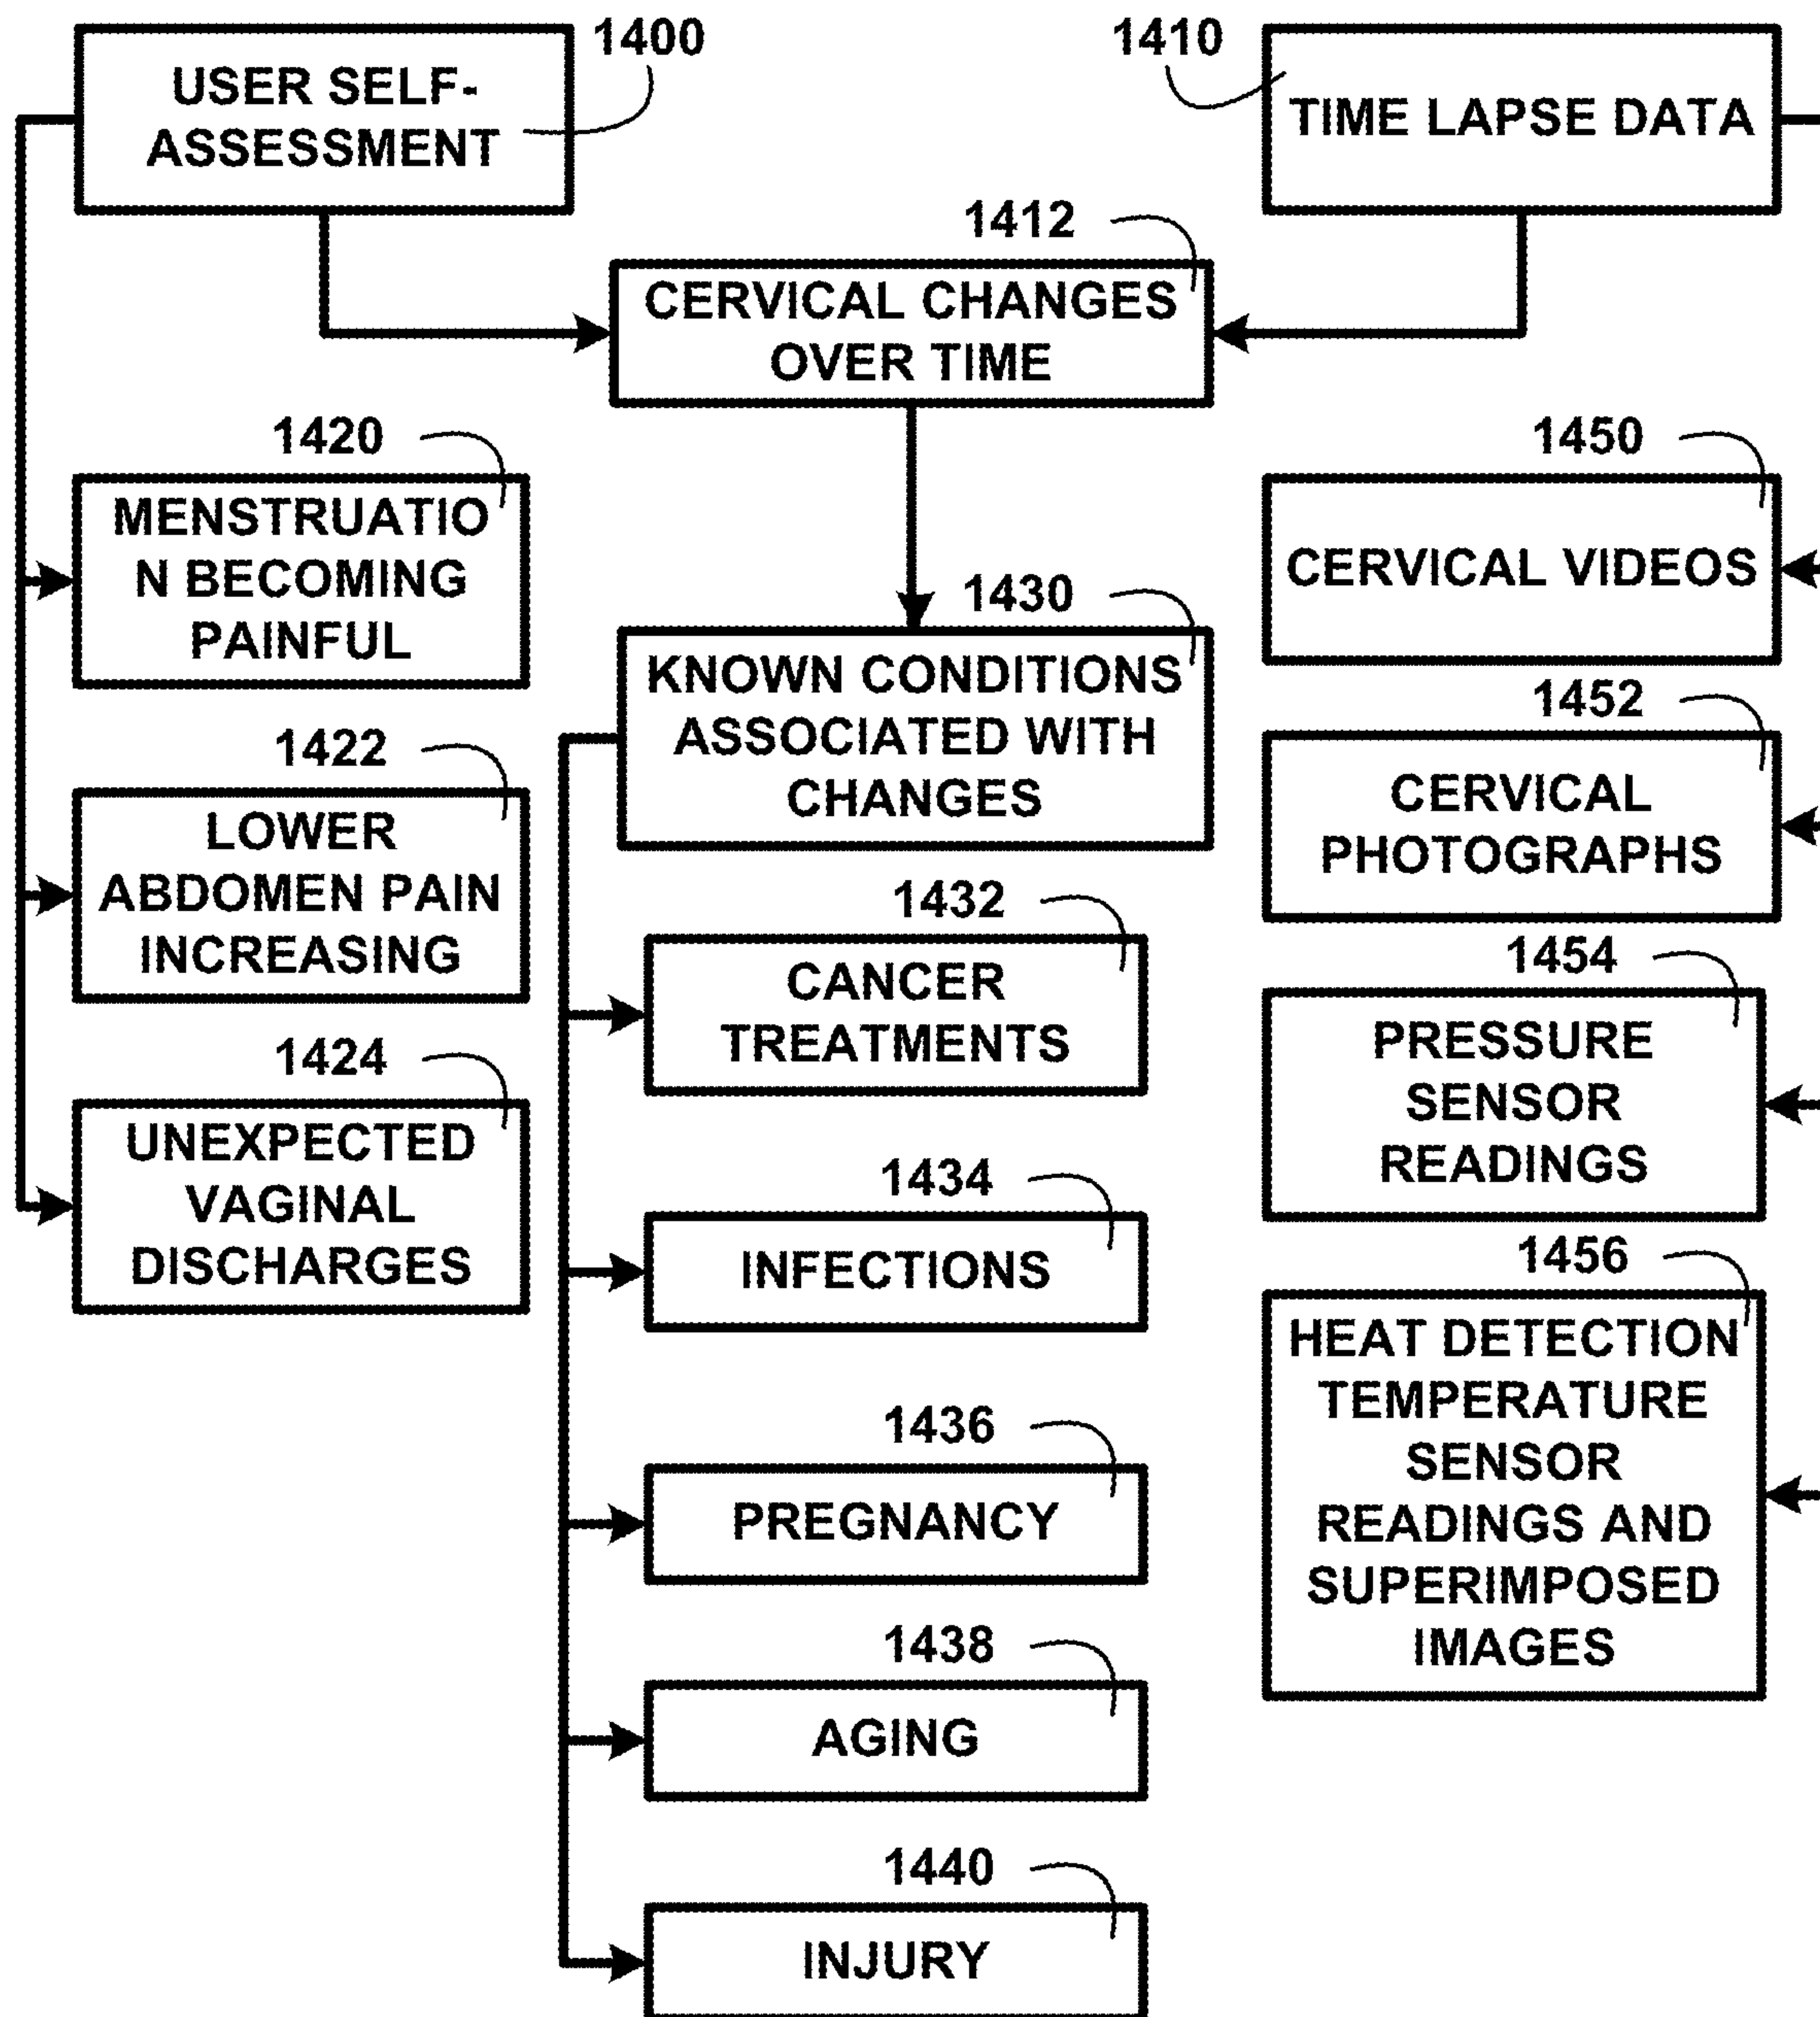 1400
USER SELF-
ASSESSMENT
1410
TIME LAPSE DATA
1412
CERVICAL CHANGES
OVER TIME
1420
MENSTRUATIO
N BECOMING
PAINFUL
1422
LOWER
ABDOMEN PAIN
INCREASING
1424
UNEXPECTED
VAGINAL
DISCHARGES
1430
KNOWN CONDITIONS
ASSOCIATED WITH
CHANGES
1432
CANCER
TREATMENTS
1434
INFECTIONS
1436
PREGNANCY
1438
AGING
1440
INJURY
1450
CERVICAL VIDEOS
1452
CERVICAL
PHOTOGRAPHS
1454
PRESSURE
SENSOR
READINGS
1456
HEAT DETECTION
TEMPERATURE
SENSOR
READINGS AND
SUPERIMPOSED
IMAGES